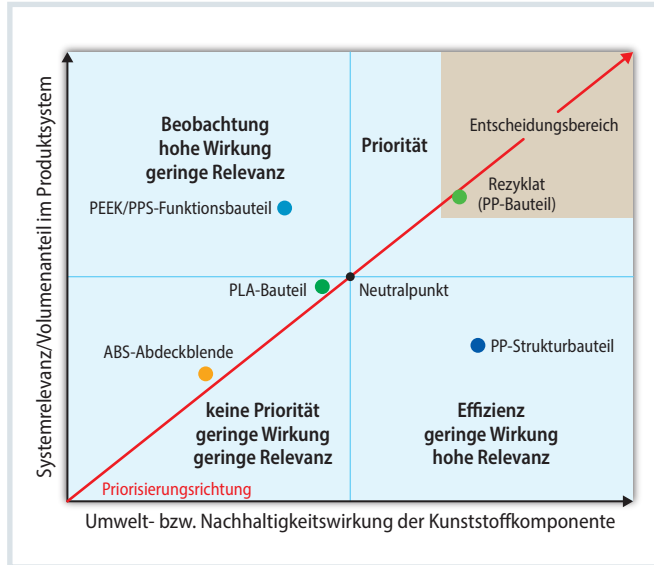 Systemrelevanz/Volumenanteil im Produktsystem
Beobachtung
hohe Wirkung
geringe Relevanz
Priorität
Entscheidungsbereich
PEEK/PPS-Funktionsbauteil
Rezyklat
(PP-Bauteil)
PLA-Bauteil
Neutralpunkt
ABS-Abdeckblende
PP-Strukturbauteil
keine Priorität
geringe Wirkung
geringe Relevanz
Effizienz
geringe Wirkung
hohe Relevanz
Priorisierungsrichtung
Umwelt- bzw. Nachhaltigkeitswirkung der Kunststoffkomponente